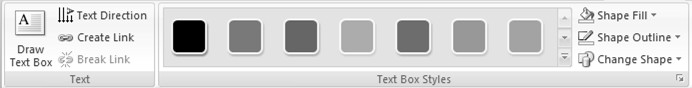 A
Draw
Text Box
Text Direction
Create Link
Break Link
Text
Shape Fill
Shape Outline
Change Shape
Text Box Styles